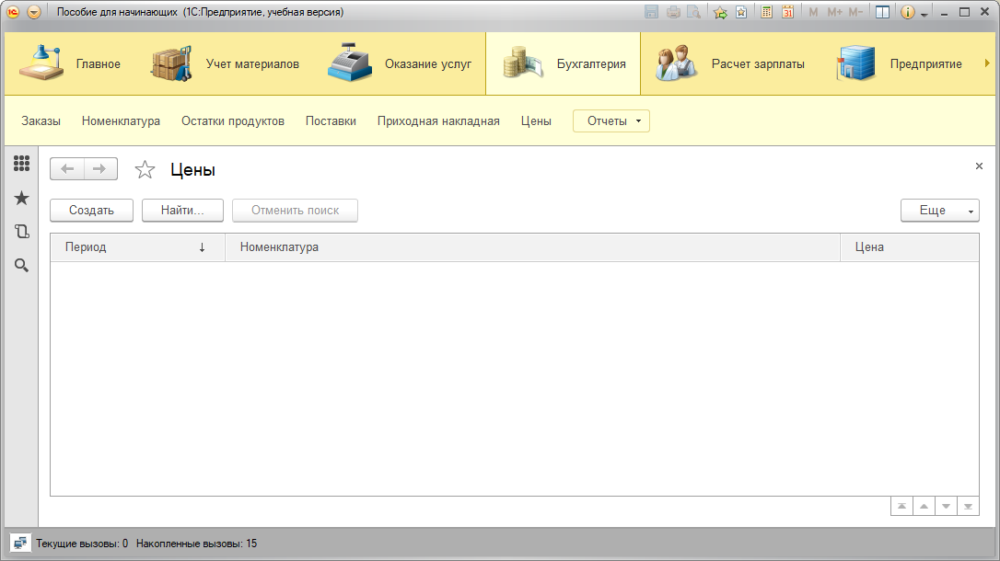 Пособие для начинающих (1С:Предприятие, учебная версия)
31 M M+ M-
Главное Учет материалов Оказание услуг Бухгалтерия Расчет зарплаты Предприятие
Заказы Номенклатура Остатки продуктов Поставки Приходная накладная Цены Отчеты
Цены
Создать Найти... Отменить поиск Еще
Период Номенклатура Цена
Текущие вызовы: 0 Накопленные вызовы: 15